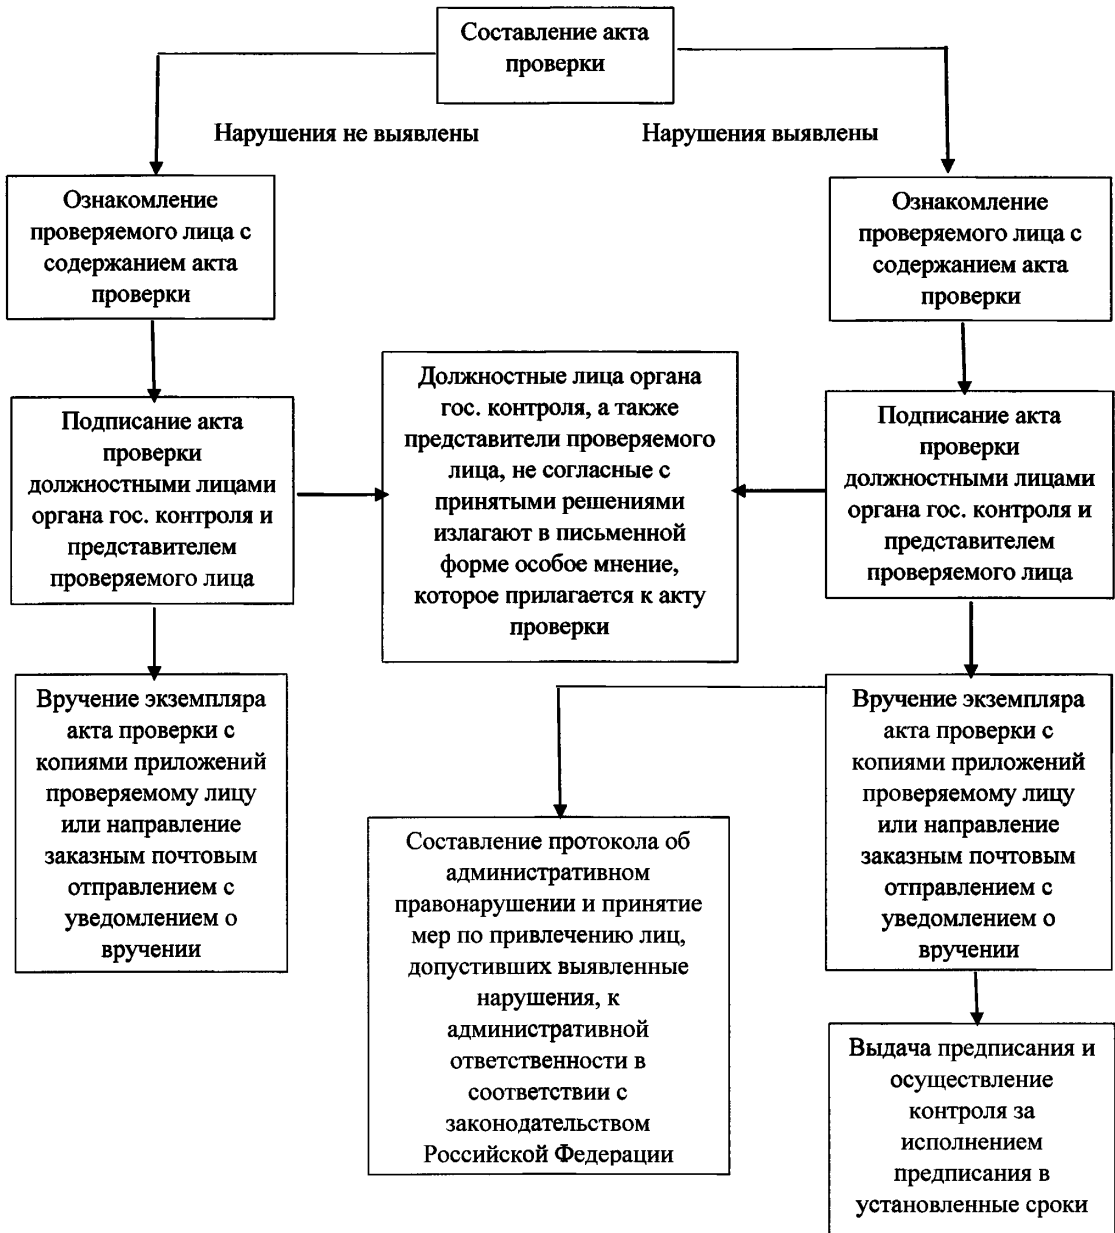 Составление акта
проверки
Нарушения не выявлены
Нарушения выявлены
Ознакомление
проверяемого лица с
содержанием акта
проверки
Ознакомление
проверяемого лица с
содержанием акта
проверки
Подписание акта
проверки
должностными лицами
органа гос. контроля и
представителем
проверяемого лица
Должностные лица органа
гос. контроля, а также
представители проверяемого
лица, не согласные с
принятыми решениями
излагают в письменной
форме особое мнение,
которое прилагается к акту
проверки
Подписание акта
проверки
должностными лицами
органа гос. контроля и
представителем
проверяемого лица
Вручение экземпляра
акта проверки с
копиями приложений
проверяемому лицу
или направление
заказным почтовым
отправлением с
уведомлением о
вручении
Составление протокола об
административном
правонарушении и принятие
мер по привлечению лиц,
допустивших выявленные
нарушения, к
административной
ответственности в
соответствии с
законодательством
Российской Федерации
Вручение экземпляра
акта проверки с
копиями приложений
проверяемому лицу
или направление
заказным почтовым
отправлением с
уведомлением о
вручении
Выдача предписания и
осуществление
контроля за
исполнением
предписания в
установленные сроки